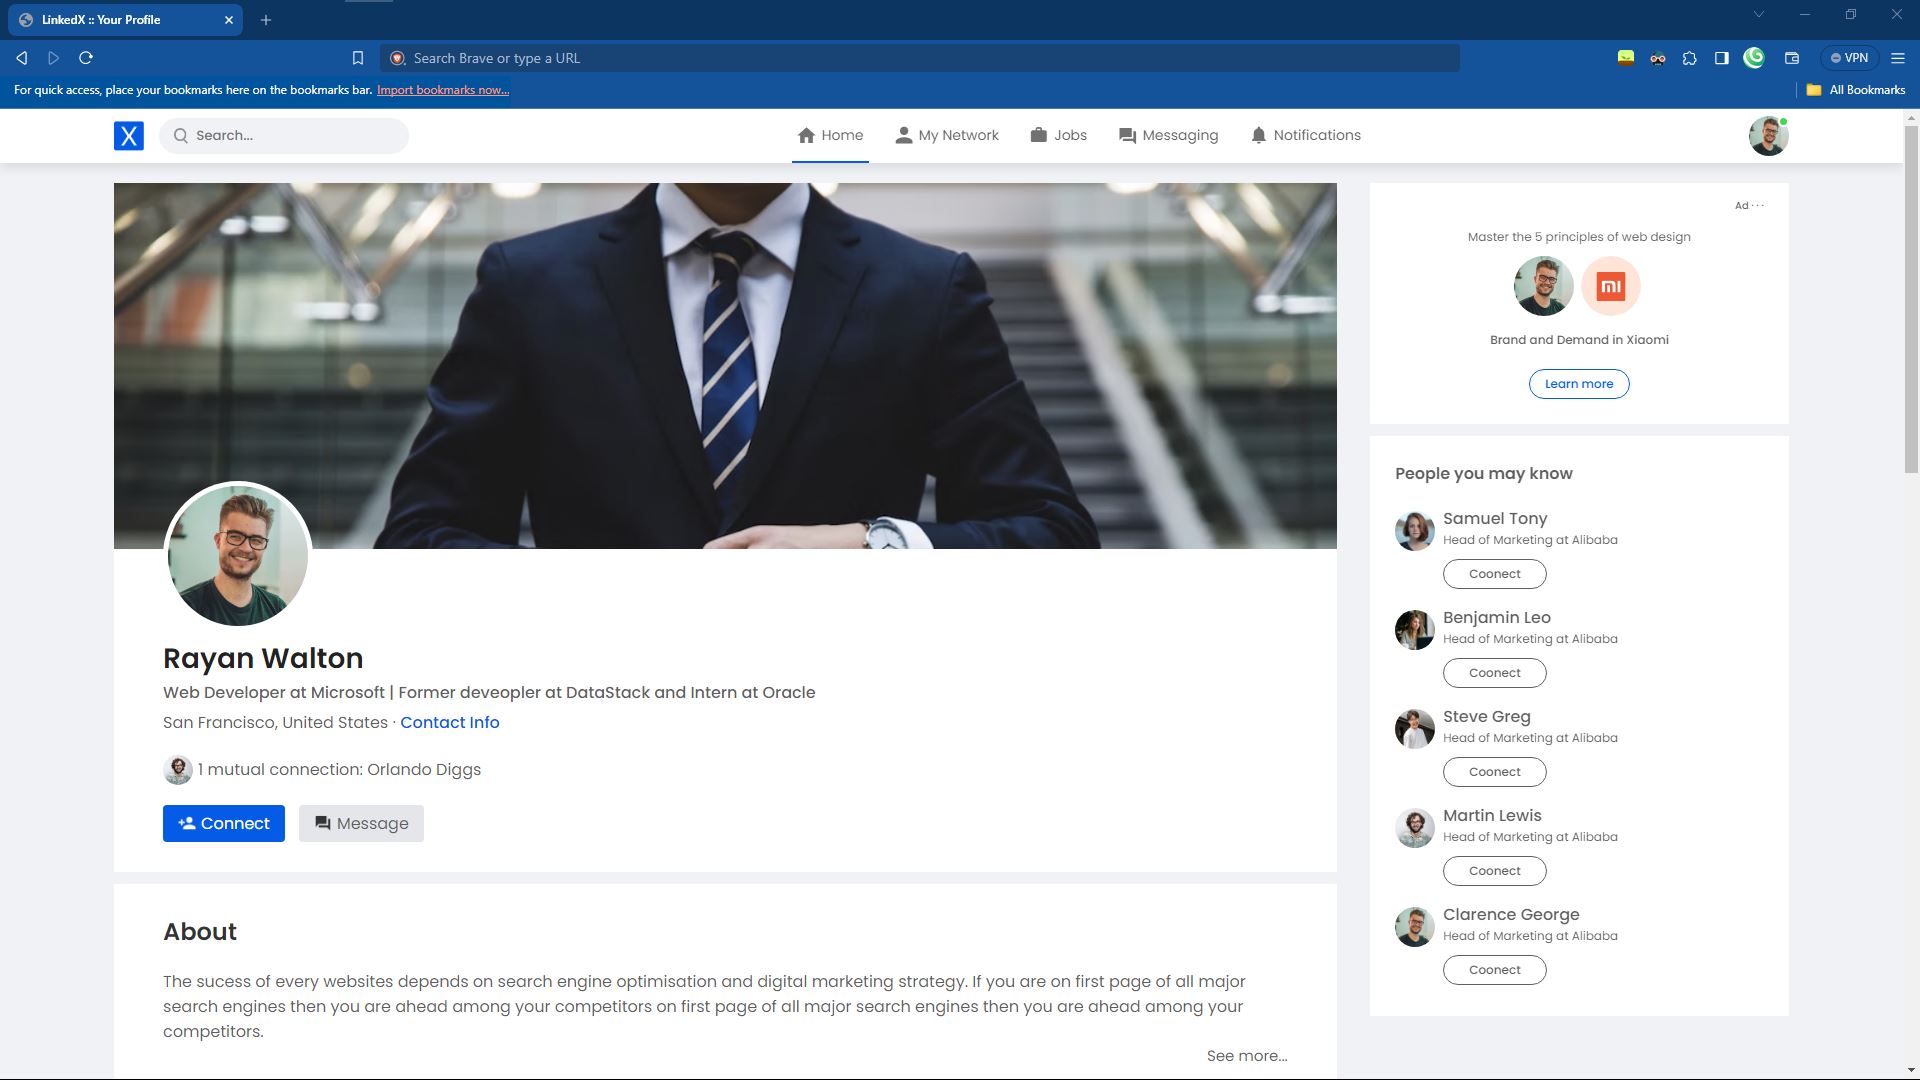 LinkedX :: Your Profile
Search Brave or type a URL
VPN
For quick access, place your bookmarks here on the bookmarks bar. Import bookmarks now...
All Bookmarks
X
Search...
Home
My Network
Jobs
Messaging
Notifications
Rayan Walton
Web Developer at Microsoft | Former deveopler at DataStack and Intern at Oracle
San Francisco, United States · Contact Info
1 mutual connection: Orlando Diggs
Connect
Message
About
The sucess of every websites depends on search engine optimisation and digital marketing strategy. If you are on first page of all major
search engines then you are ahead among your competitors on first page of all major search engines then you are ahead among your
competitors.
See more...
Ad · · ·
Master the 5 principles of web design
mi
Brand and Demand in Xiaomi
Learn more
People you may know
Samuel Tony
Head of Marketing at Alibaba
Coonect
Benjamin Leo
Head of Marketing at Alibaba
Coonect
Steve Greg
Head of Marketing at Alibaba
Coonect
Martin Lewis
Head of Marketing at Alibaba
Coonect
Clarence George
Head of Marketing at Alibaba
Coonect